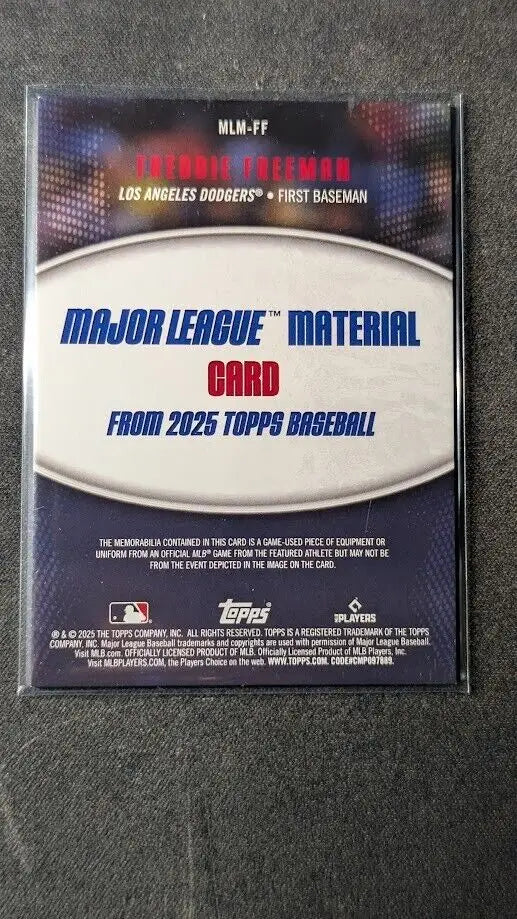 MLM-FF
FREDDIE FREEMAN
LOS ANGELES DODGERS® • FIRST BASEMAN
MAJOR LEAGUE™ MATERIAL
CARD
FROM 2025 TOPPS BASEBALL
THE MEMORABILIA CONTAINED IN THIS CARD IS A GAME-USED PIECE OF EQUIPMENT OR
UNIFORM FROM AN OFFICIAL MLB® GAME FROM THE FEATURED ATHLETE BUT MAY NOT BE
FROM THE EVENT DEPICTED IN THE IMAGE ON THE CARD.
topps
PLAYERS
® & © 2025 THE TOPPS COMPANY, INC. ALL RIGHTS RESERVED. TOPPS IS A REGISTERED TRADEMARK OF THE TOPPS
COMPANY, INC. Major League Baseball trademarks and copyrights are used with permission of Major League Baseball.
Visit MLB.com. OFFICIALLY LICENSED PRODUCT OF MLB. Officially Licensed Product of MLB Players, Inc.
Visit MLBPLAYERS.COM, the Players Choice on the web. WWW.TOPPS.COM. CODE#CMP097889.